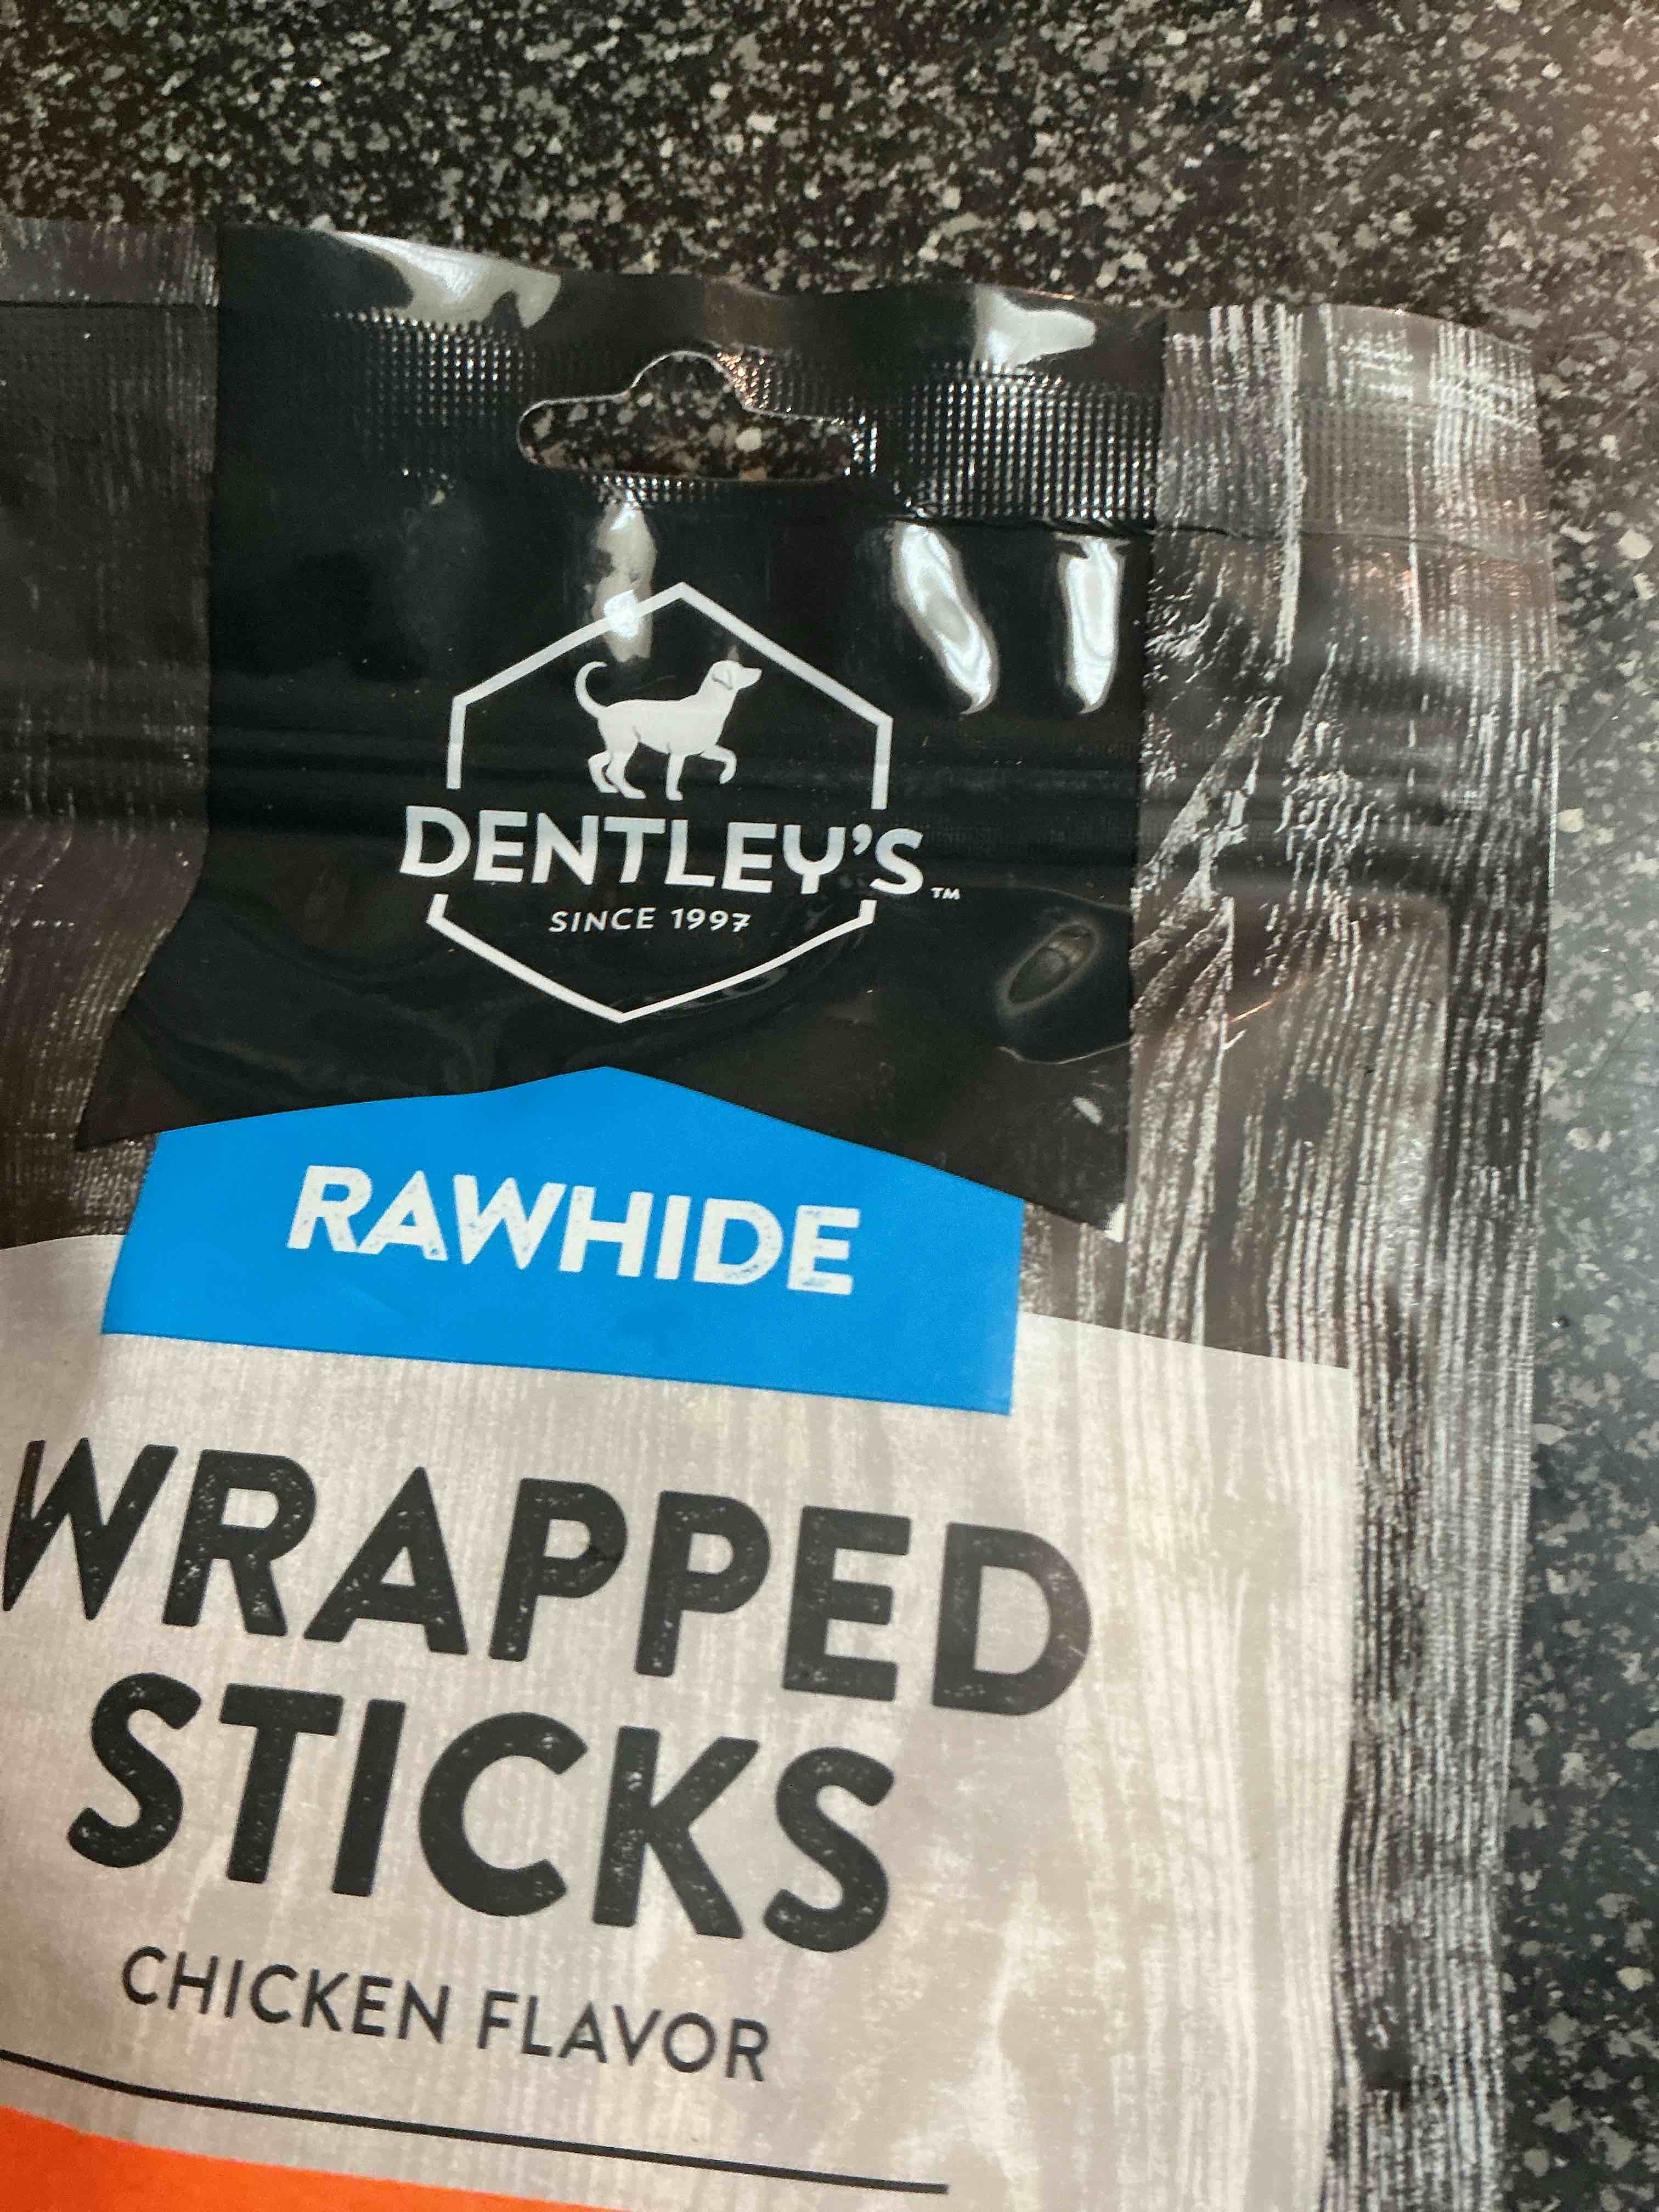 DENTLEY'S™
SINCE 1997
RAWHIDE
WRAPPED
STICKS
CHICKEN FLAVOR